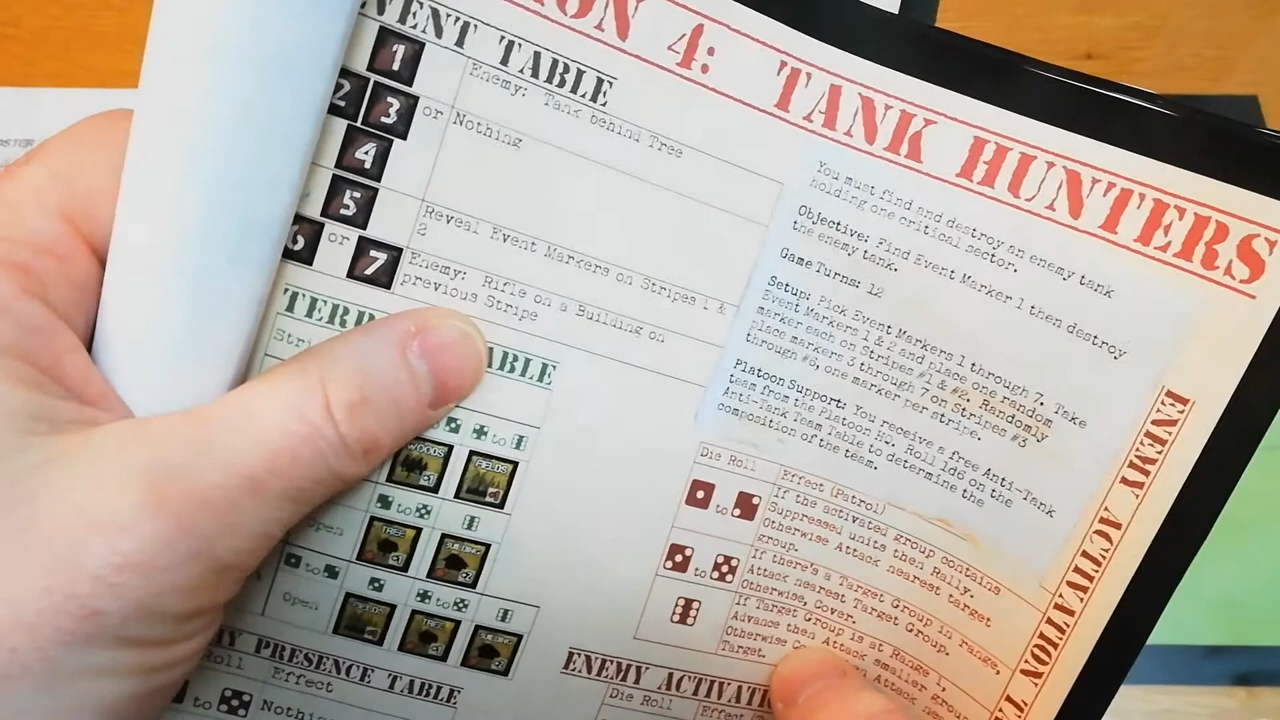 ION 4: TANK HUNTERS
VENT TABLE
1
Enemy: Tank behind Tree
2 3 or
Nothing
4
5
Reveal Event Markers on Stripes 1 &
2
6 or 7
Enemy: Rifle on a Building on
previous Stripe
You must find and destroy an enemy tank
holding one critical sector.
Objective: Find Event Marker 1 then destroy
the enemy tank.
Game Turns: 12
Setup: Pick Event Markers 1 through 7. Take
Event Markers 1 & 2 and place one random
marker each on Stripes #1 & #2. Randomly
place markers 3 through 7 on Stripes #3
through #6, one marker per stripe.
Platoon Support: You receive a free Anti-Tank
team from the Platoon HQ. Roll 1d6 on the
Anti-Tank Team Table to determine the
composition of the team.
TERR ABLE
Stri
to
WOODS +1
FIELDS
to
Open
TREE +1
BUILDING +2
to
to
Open
FIELDS
TREE
BUILDING +2
MY PRESENCE TABLE
Roll
Effect
to
Nothin
Die Roll
Effect (Patrol)
to
If the activated group contains
Suppressed units then Rally.
Otherwise Attack nearest target
group.
to
If there's a Target Group in range,
Attack nearest Target Group.
Otherwise, Cover.
If Target Group is at Range 1,
Advance then Attack smaller group
Otherwise Attack
Target.
ENEMY ACTIVATION TA
ENEMY ACTIVATI
Die Roll
Effect